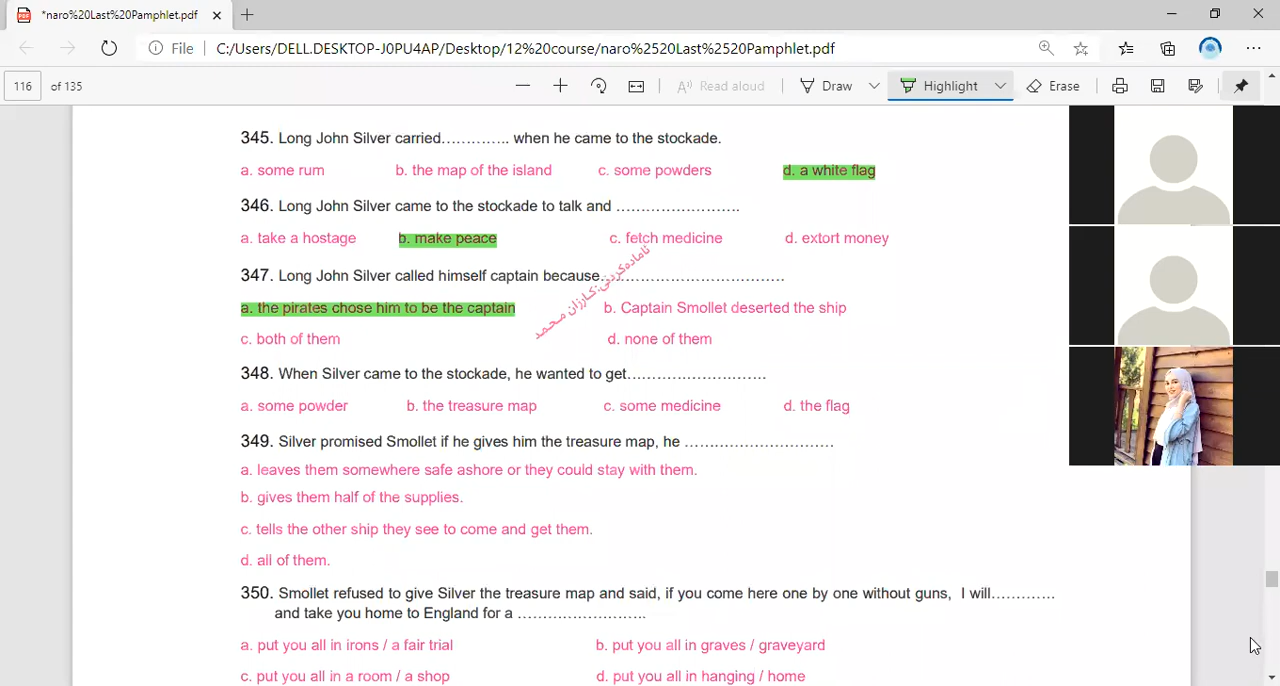 *naro%20Last%20Pamphlet.pdf
File
C:/Users/DELL.DESKTOP-J0PU4AP/Desktop/12%20course/naro%2520Last%2520Pamphlet.pdf
116 of 135
Read aloud
Draw
Highlight
Erase
345. Long John Silver carried………….. when he came to the stockade.
a. some rum b. the map of the island c. some powders d. a white flag
346. Long John Silver came to the stockade to talk and …………………….
a. take a hostage b. make peace c. fetch medicine d. extort money
ئامادەکردنی: کارزان محمد
347. Long John Silver called himself captain because.………………………………
a. the pirates chose him to be the captain b. Captain Smollet deserted the ship
c. both of them d. none of them
348. When Silver came to the stockade, he wanted to get……………………….
a. some powder b. the treasure map c. some medicine d. the flag
349. Silver promised Smollet if he gives him the treasure map, he …………………………
a. leaves them somewhere safe ashore or they could stay with them.
b. gives them half of the supplies.
c. tells the other ship they see to come and get them.
d. all of them.
350. Smollet refused to give Silver the treasure map and said, if you come here one by one without guns, I will………….
and take you home to England for a ……………………..
a. put you all in irons / a fair trial b. put you all in graves / graveyard
c. put you all in a room / a shop d. put you all in hanging / home